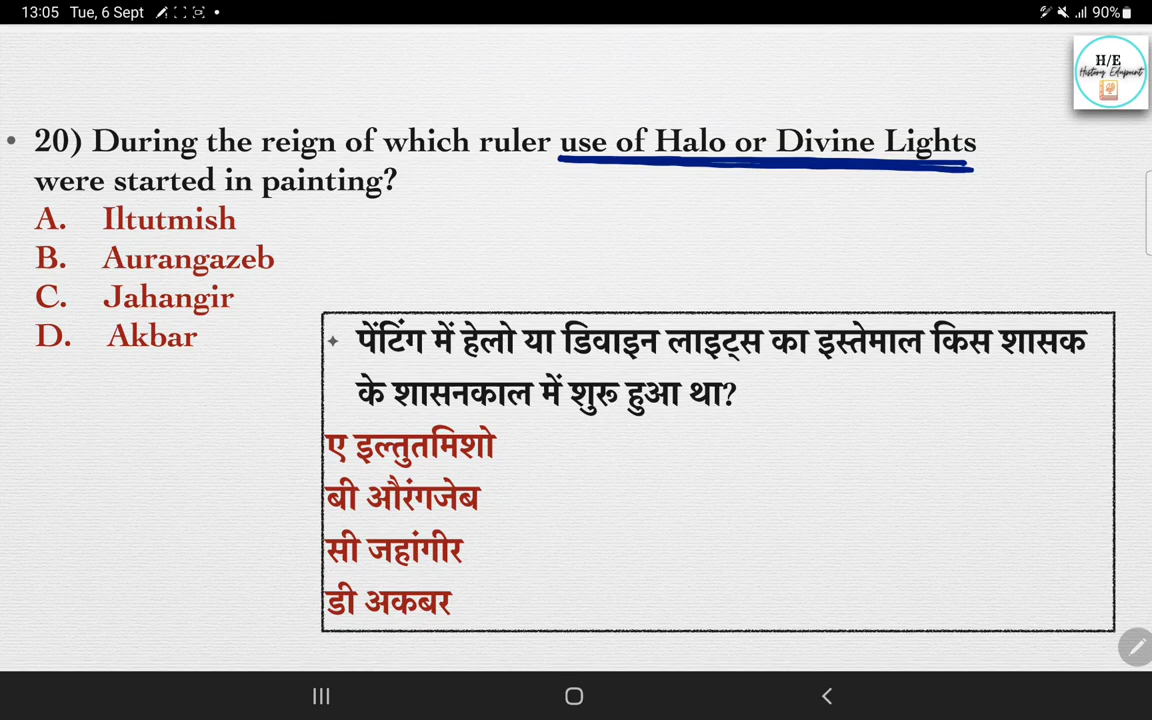 13:05 Tue, 6 Sept
90%
H/E
History Edupoint
• 20) During the reign of which ruler use of Halo or Divine Lights
were started in painting?
A. Iltutmish
B. Aurangazeb
C. Jahangir
D. Akbar
पेंटिंग में हेलो या डिवाइन लाइट्स का इस्तेमाल किस शासक
के शासनकाल में शुरू हुआ था?
ए इल्तुतमिशो
बी औरंगजेब
सी जहांगीर
डी अकबर